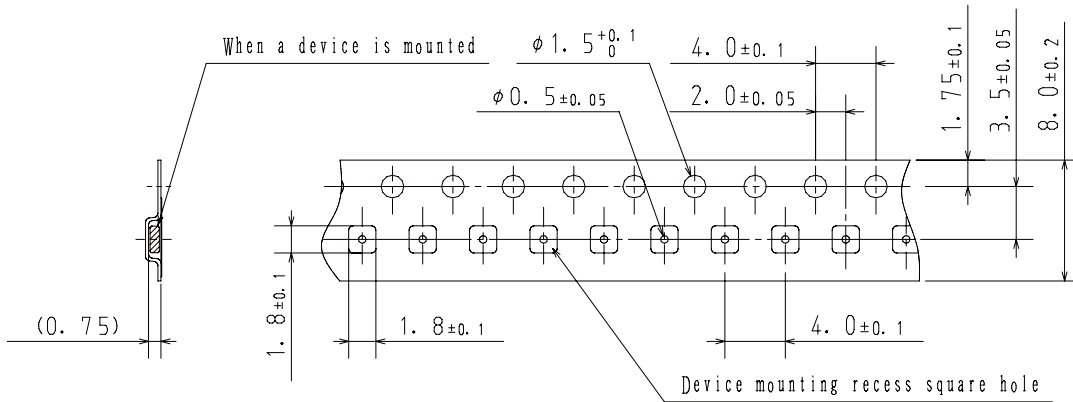 When a device is mounted
φ1.5 +0.1 0
4.0±0.1
φ0.5±0.05
2.0±0.05
1.75±0.1
3.5±0.05
8.0±0.2
(0.75)
1.8±0.1
1.8±0.1
4.0±0.1
Device mounting recess square hole